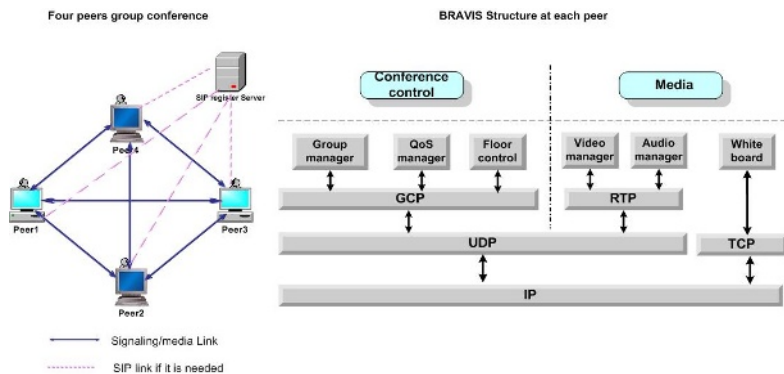 Four peers group conference
SIP register Server
Peer4
Peer1
Peer3
Peer2
Signaling/media Link
SIP link if it is needed
BRAVIS Structure at each peer
Conference control
Media
Group manager
QoS manager
Floor control
Video manager
Audio manager
White board
GCP
RTP
UDP
TCP
IP